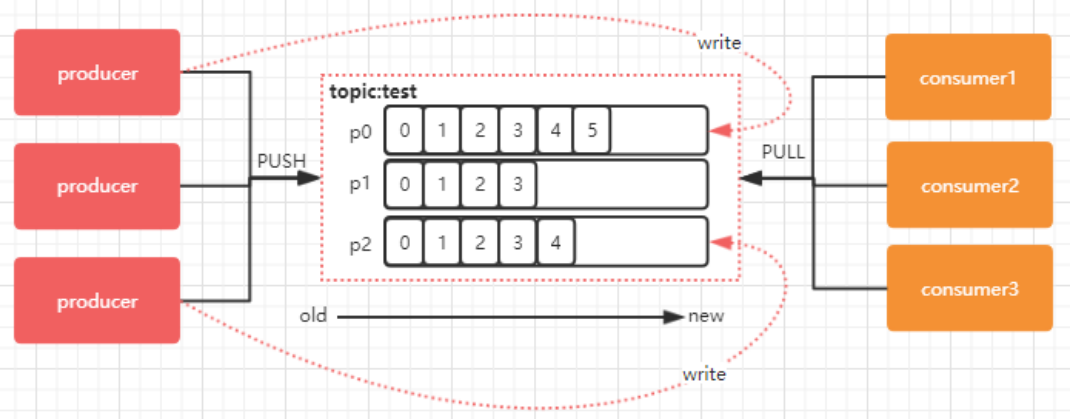 write
producer
consumer1
topic:test
p0 0 1 2 3 4 5
PUSH
PULL
producer
p1 0 1 2 3
consumer2
p2 0 1 2 3 4
producer
consumer3
old
new
write